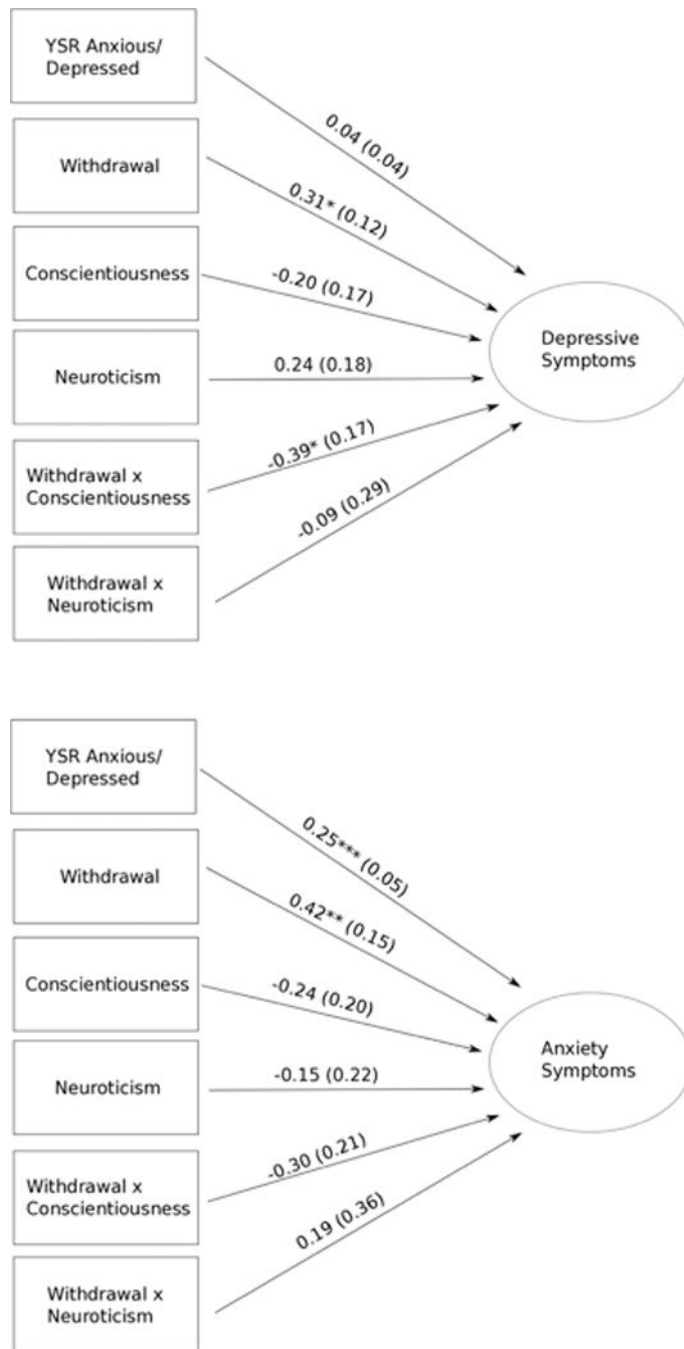 YSR Anxious/
Depressed
0.04 (0.04)
Withdrawal
0.31* (0.12)
Conscientiousness
-0.20 (0.17)
Neuroticism
0.24 (0.18)
Withdrawal x
Conscientiousness
-0.39* (0.17)
Withdrawal x
Neuroticism
-0.09 (0.29)
Depressive
Symptoms
YSR Anxious/
Depressed
0.25*** (0.05)
Withdrawal
0.42** (0.15)
Conscientiousness
-0.24 (0.20)
Neuroticism
-0.15 (0.22)
Withdrawal x
Conscientiousness
-0.30 (0.21)
Withdrawal x
Neuroticism
0.19 (0.36)
Anxiety
Symptoms